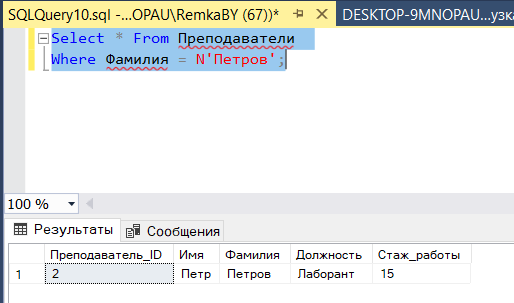 SQLQuery10.sql -...OPAU\RemkaBY (67))*
DESKTOP-9MNOPAU...узка
Select * From Преподаватели
Where Фамилия = N'Петров';
100 %
Результаты Сообщения
Преподаватель_ID Имя Фамилия Должность Стаж_работы
1 2 Петр Петров Лаборант 15